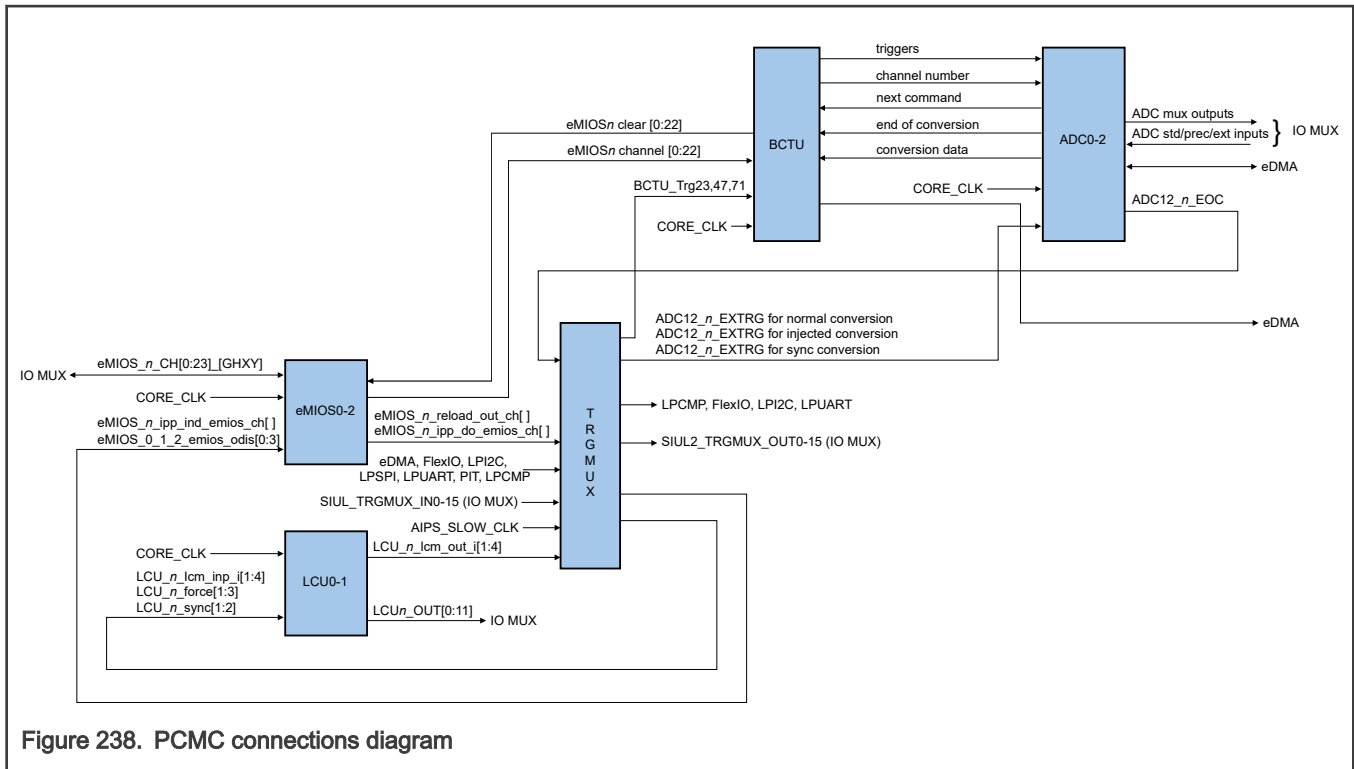 triggers
channel number
next command
end of conversion
conversion data
BCTU
ADC0-2
ADC mux outputs
ADC std/prec/ext inputs
} IO MUX
eDMA
ADC12_n_EOC
eMIOSn clear [0:22]
eMIOSn channel [0:22]
BCTU_Trg23,47,71
CORE_CLK
CORE_CLK
eDMA
ADC12_n_EXTRG for normal conversion
ADC12_n_EXTRG for injected conversion
ADC12_n_EXTRG for sync conversion
IO MUX
eMIOS_n_CH[0:23]_[GHXY]
CORE_CLK
eMIOS_n_ipp_ind_emios_ch[ ]
eMIOS_0_1_2_emios_odis[0:3]
eMIOS0-2
eMIOS_n_reload_out_ch[ ]
eMIOS_n_ipp_do_emios_ch[ ]
eDMA, FlexIO, LPI2C,
LPSPI, LPUART, PIT, LPCMP
SIUL_TRGMUX_IN0-15 (IO MUX)
AIPS_SLOW_CLK
T
R
G
M
U
X
LPCMP, FlexIO, LPI2C, LPUART
SIUL2_TRGMUX_OUT0-15 (IO MUX)
CORE_CLK
LCU_n_lcm_inp_i[1:4]
LCU_n_force[1:3]
LCU_n_sync[1:2]
LCU0-1
LCU_n_lcm_out_i[1:4]
LCUn_OUT[0:11]
IO MUX
Figure 238. PCMC connections diagram